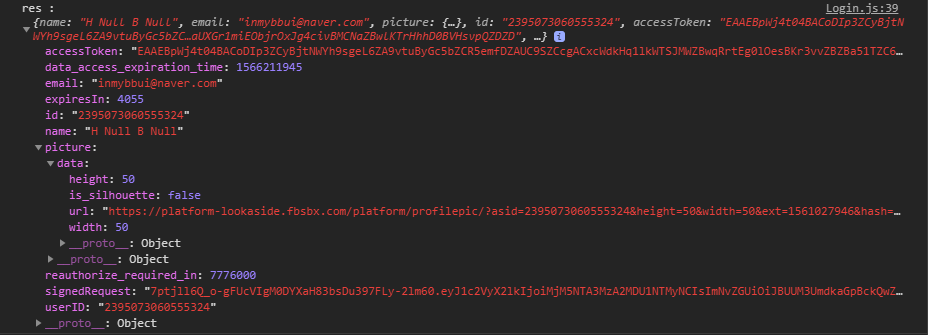 res :
Login.js:39
{name: "H Null B Null", email: "inmybbui@naver.com", picture: {…}, id: "2395073060555324", accessToken: "EAAEBpWj4t04BACoDIp3ZCyBjtN
WYh9sgeL6ZA9vtuByGc5bZC…aUXGr1miEObjrOxJg4civBMCNaZBwlKTrHhhD0BVHsvpQZDZD", …}
accessToken: "EAAEBpWj4t04BACoDIp3ZCyBjtNWYh9sgeL6ZA9vtuByGc5bZCR5emfDZAUC9SZCcgACxcWdkHq1lkWTSJMWZBwqRrtEg0lOesBKr3vvZBZBa51TZC6…
data_access_expiration_time: 1566211945
email: "inmybbui@naver.com"
expiresIn: 4055
id: "2395073060555324"
name: "H Null B Null"
picture:
data:
height: 50
is_silhouette: false
url: "https://platform-lookaside.fbsbx.com/platform/profilepic/?asid=2395073060555324&height=50&width=50&ext=1561027946&hash=…
width: 50
__proto__: Object
__proto__: Object
reauthorize_required_in: 7776000
signedRequest: "7ptjll6Q_o-gFUcVIgM0DYXaH83bsDu397FLy-2lm60.eyJ1c2VyX2lkIjoiMjM5NTA3MzA2MDU1NTMyNCIsImNvZGUiOiJBUUM3UmdkaGpBckQwZ…
userID: "2395073060555324"
__proto__: Object